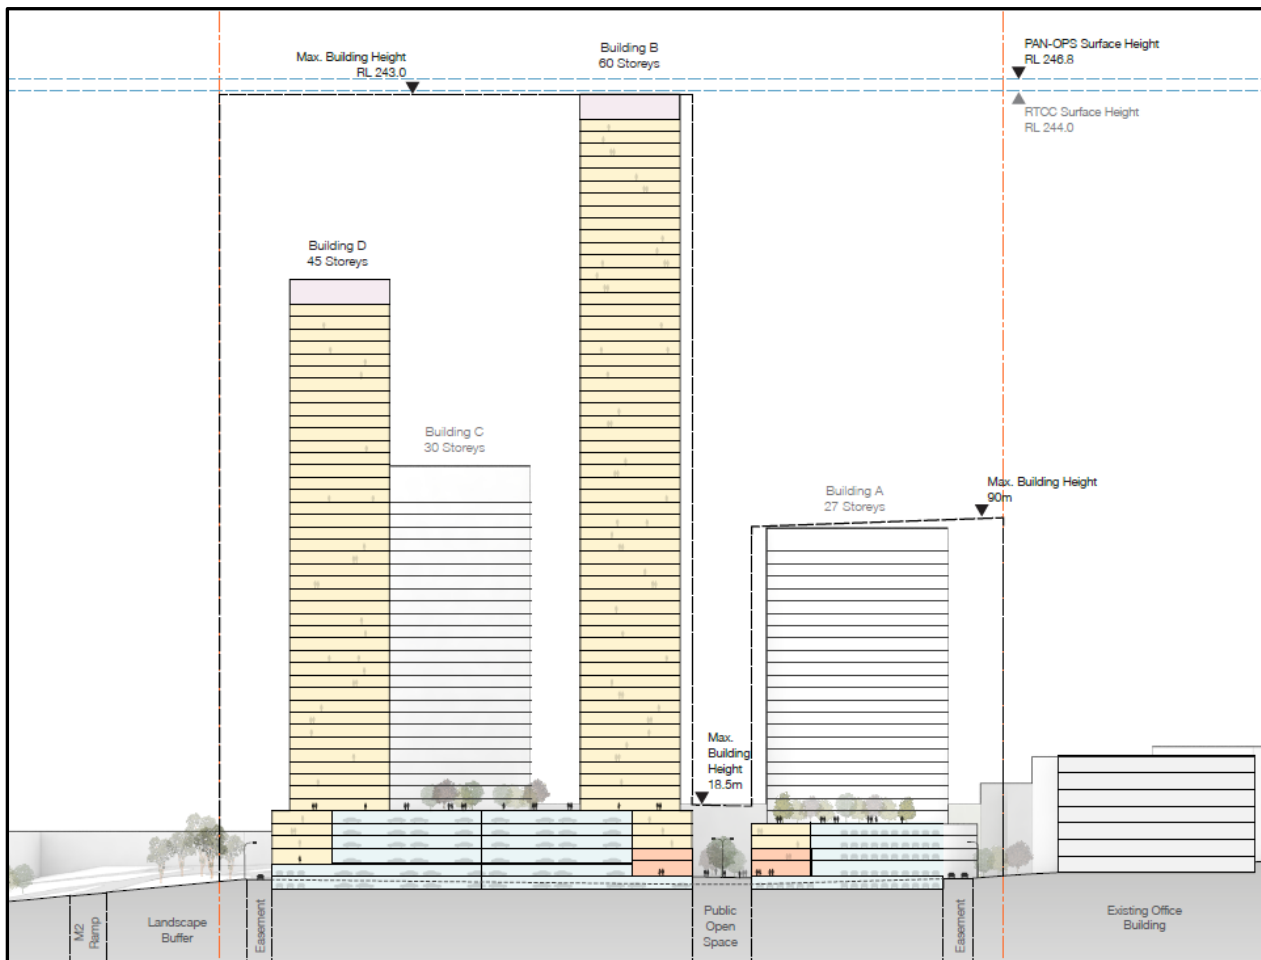 Building B
60 Storeys
Max. Building Height
RL 243.0
PAN-OPS Surface Height
RL 246.8
RTCC Surface Height
RL 244.0
Building D
45 Storeys
Building C
30 Storeys
Building A
27 Storeys
Max. Building Height
90m
Max.
Building
Height
18.5m
M2
Ramp
Landscape
Buffer
Easement
Public
Open
Space
Easement
Existing Office
Building